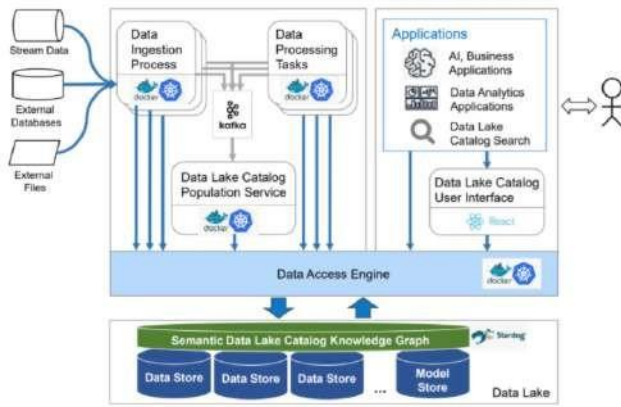 Stream Data
External
Databases
External
Files
Data
Ingestion
Process
docker
Data
Processing
Tasks
docker
kafka
Data Lake Catalog
Population Service
docker
Applications
AI, Business
Applications
Data Analytics
Applications
Data Lake
Catalog Search
Data Lake Catalog
User Interface
React
Data Access Engine
docker
Semantic Data Lake Catalog Knowledge Graph
Stardog
Data Store
Data Store
Data Store
...
Model
Store
Data Lake